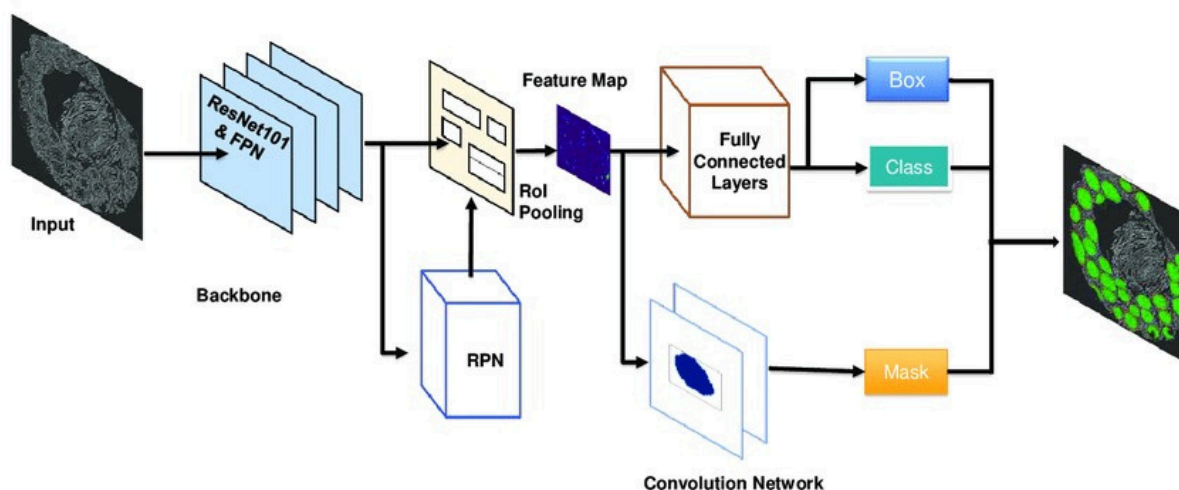 Input
ResNet101
& FPN
Backbone
RoI
Pooling
RPN
Feature Map
Fully
Connected
Layers
Convolution Network
Box
Class
Mask